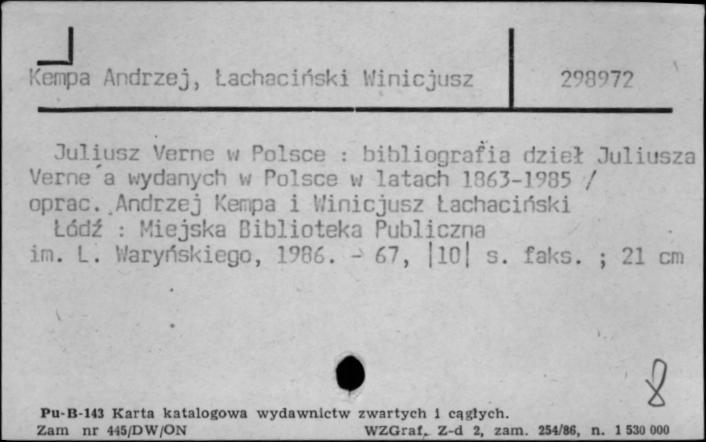 Kempa Andrzej, Łachaciński Winicjusz 298972
Juliusz Verne w Polsce : bibliografia dzieł Juliusza
Verne'a wydanych w Polsce w latach 1863-1985 /
oprac. Andrzej Kempa i Winicjusz Łachaciński
Łódź : Miejska Biblioteka Publiczna
im. L. Waryńskiego, 1986. - 67, |10| s. faks. ; 21 cm
8
Pu-B-143 Karta katalogowa wydawnictw zwartych i ciągłych.
Zam nr 445/DW/ON WZGraf. Z-d 2, zam. 254/86, n. 1 530 000